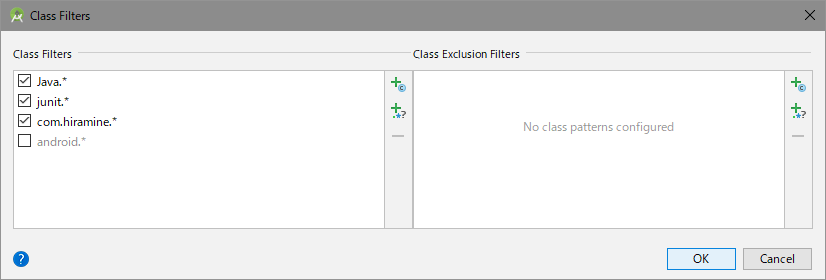 Class Filters
Class Filters
Class Exclusion Filters
Java.*
junit.*
com.hiramine.*
android.*
No class patterns configured
OK
Cancel